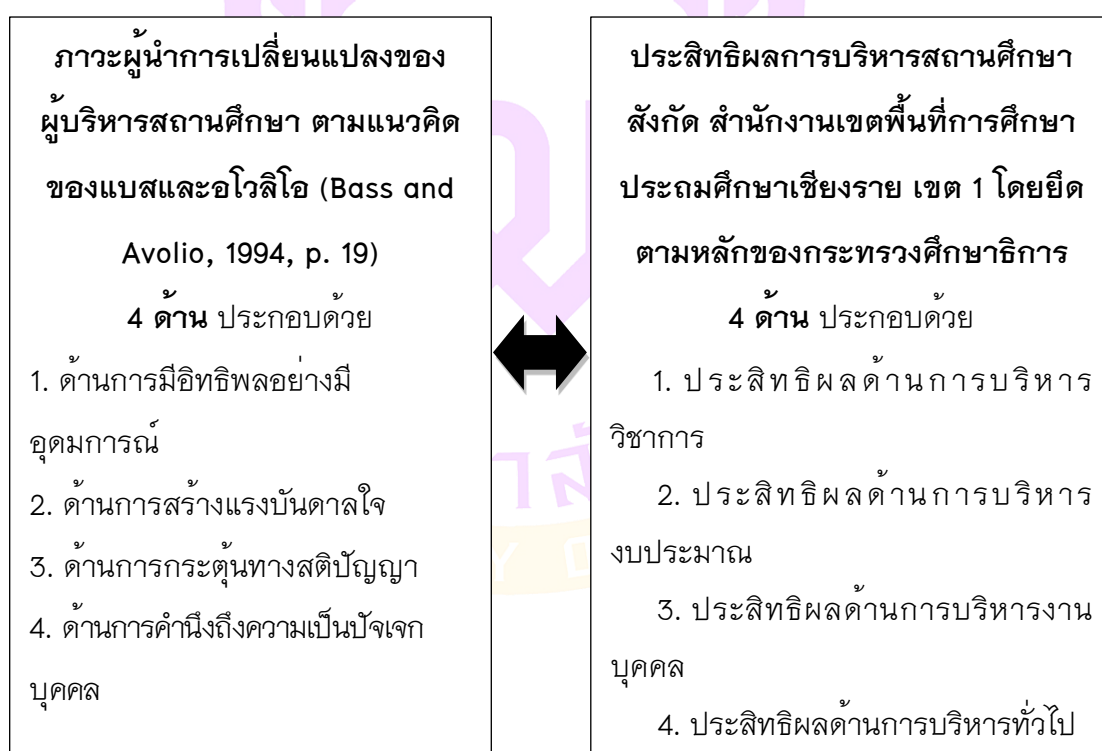 ภาวะผู้นำการเปลี่ยนแปลงของ
ผู้บริหารสถานศึกษา ตามแนวคิด
ของแบสและอโวลิโอ (Bass and
Avolio, 1994, p. 19)
4 ด้าน ประกอบด้วย
1. ด้านการมีอิทธิพลอย่างมี
อุดมการณ์
2. ด้านการสร้างแรงบันดาลใจ
3. ด้านการกระตุ้นทางสติปัญญา
4. ด้านการคำนึงถึงความเป็นปัจเจก
บุคคล
ประสิทธิผลการบริหารสถานศึกษา
สังกัด สำนักงานเขตพื้นที่การศึกษา
ประถมศึกษาเชียงราย เขต 1 โดยยึด
ตามหลักของกระทรวงศึกษาธิการ
4 ด้าน ประกอบด้วย
1. ประสิทธิผลด้านการบริหาร
วิชาการ
2. ประสิทธิผลด้านการบริหาร
งบประมาณ
3. ประสิทธิผลด้านการบริหารงาน
บุคคล
4. ประสิทธิผลด้านการบริหารทั่วไป